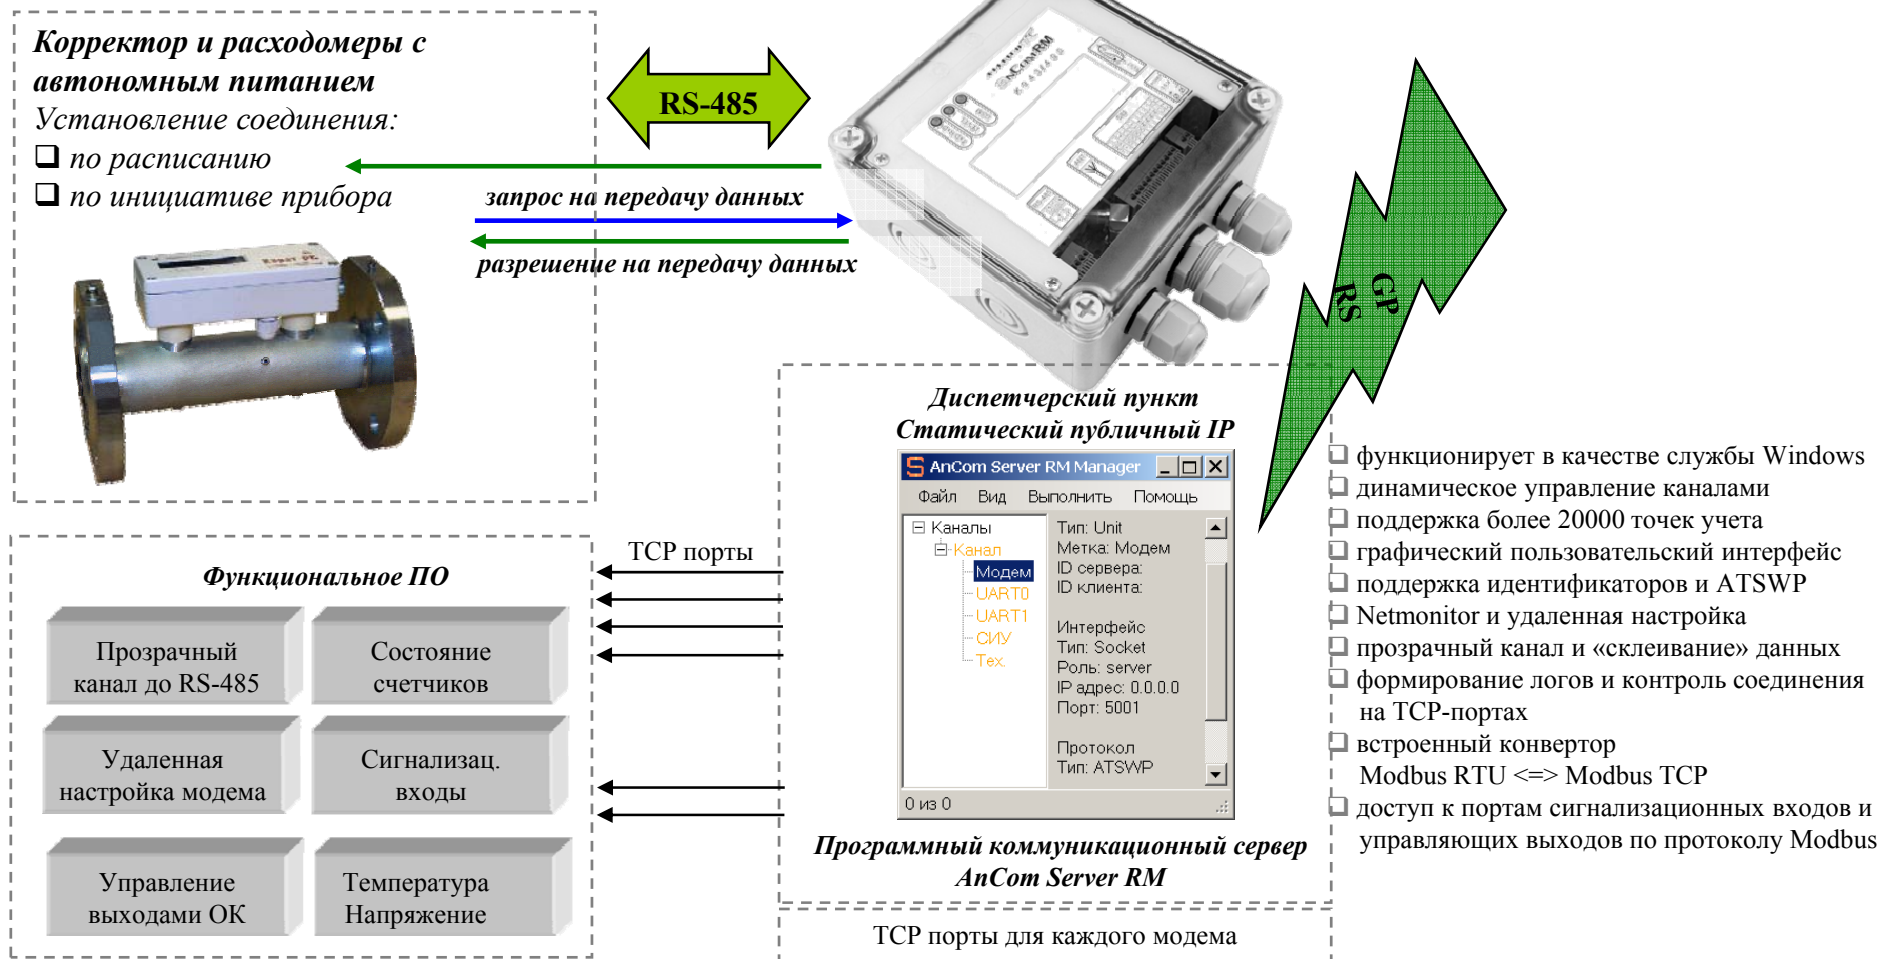 Корректор и расходомеры с
автономным питанием
Установление соединения:
❑ по расписанию
❑ по инициативе прибора
RS-485
запрос на передачу данных
разрешение на передачу данных
AnComRM
GP
RS
Диспетчерский пункт
Статический публичный IP
AnCom Server RM Manager
Файл Вид Выполнить Помощь
Каналы
Канал
Модем
UART0
UART1
СИУ
Тех.
Тип: Unit
Метка: Модем
ID сервера:
ID клиента:
Интерфейс
Тип: Socket
Роль: server
IP адрес: 0.0.0.0
Порт: 5001
Протокол
Тип: ATSWP
0 из 0
Программный коммуникационный сервер
AnCom Server RM
TCP порты для каждого модема
TCP порты
Функциональное ПО
Прозрачный
канал до RS-485
Состояние
счетчиков
Удаленная
настройка модема
Сигнализац.
входы
Управление
выходами ОК
Температура
Напряжение
❑ функционирует в качестве службы Windows
❑ динамическое управление каналами
❑ поддержка более 20000 точек учета
❑ графический пользовательский интерфейс
❑ поддержка идентификаторов и ATSWP
❑ Netmonitor и удаленная настройка
❑ прозрачный канал и «склеивание» данных
❑ формирование логов и контроль соединения
на TCP-портах
❑ встроенный конвертор
Modbus RTU <=> Modbus TCP
❑ доступ к портам сигнализационных входов и
управляющих выходов по протоколу Modbus